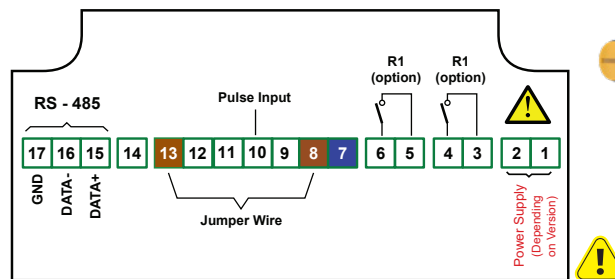 R1
(option)
R1
(option)
RS - 485
Pulse Input
17 16 15 14 13 12 11 10 9 8 7 6 5 4 3 2 1
GND
DATA-
DATA+
Jumper Wire
Power Supply
(Depending
on Version)